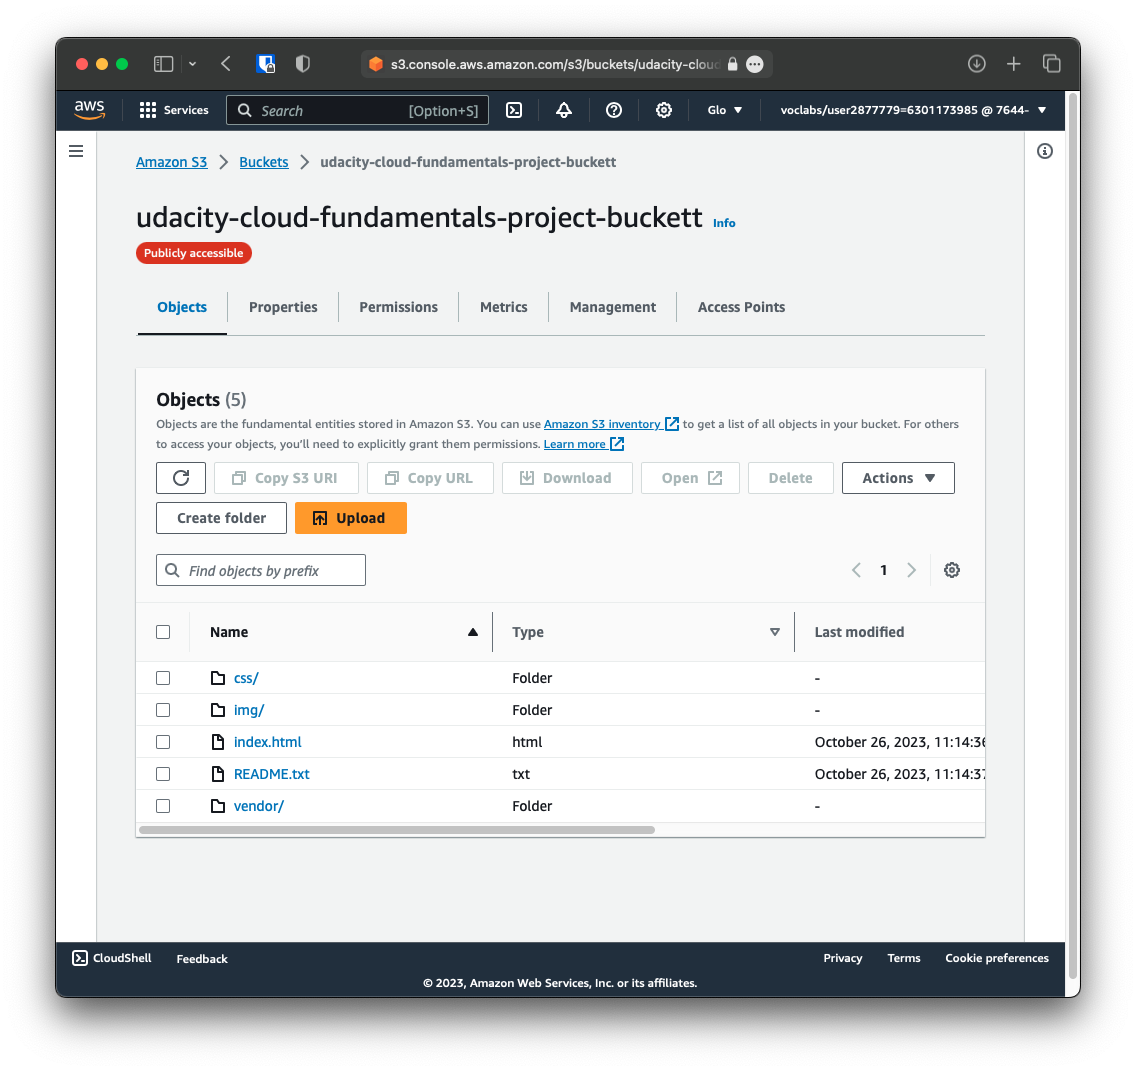 s3.console.aws.amazon.com/s3/buckets/udacity-cloud
aws Services Search [Option+S] Glo voclabs/user2877779=6301173985 @ 7644-
Amazon S3 > Buckets > udacity-cloud-fundamentals-project-buckett
udacity-cloud-fundamentals-project-buckett Info
Publicly accessible
Objects Properties Permissions Metrics Management Access Points
Objects (5)
Objects are the fundamental entities stored in Amazon S3. You can use Amazon S3 inventory to get a list of all objects in your bucket. For others
to access your objects, you'll need to explicitly grant them permissions. Learn more
Copy S3 URI Copy URL Download Open Delete Actions
Create folder Upload
Find objects by prefix 1
Name Type Last modified
css/ Folder -
img/ Folder -
index.html html October 26, 2023, 11:14:36
README.txt txt October 26, 2023, 11:14:37
vendor/ Folder -
CloudShell Feedback Privacy Terms Cookie preferences
© 2023, Amazon Web Services, Inc. or its affiliates.